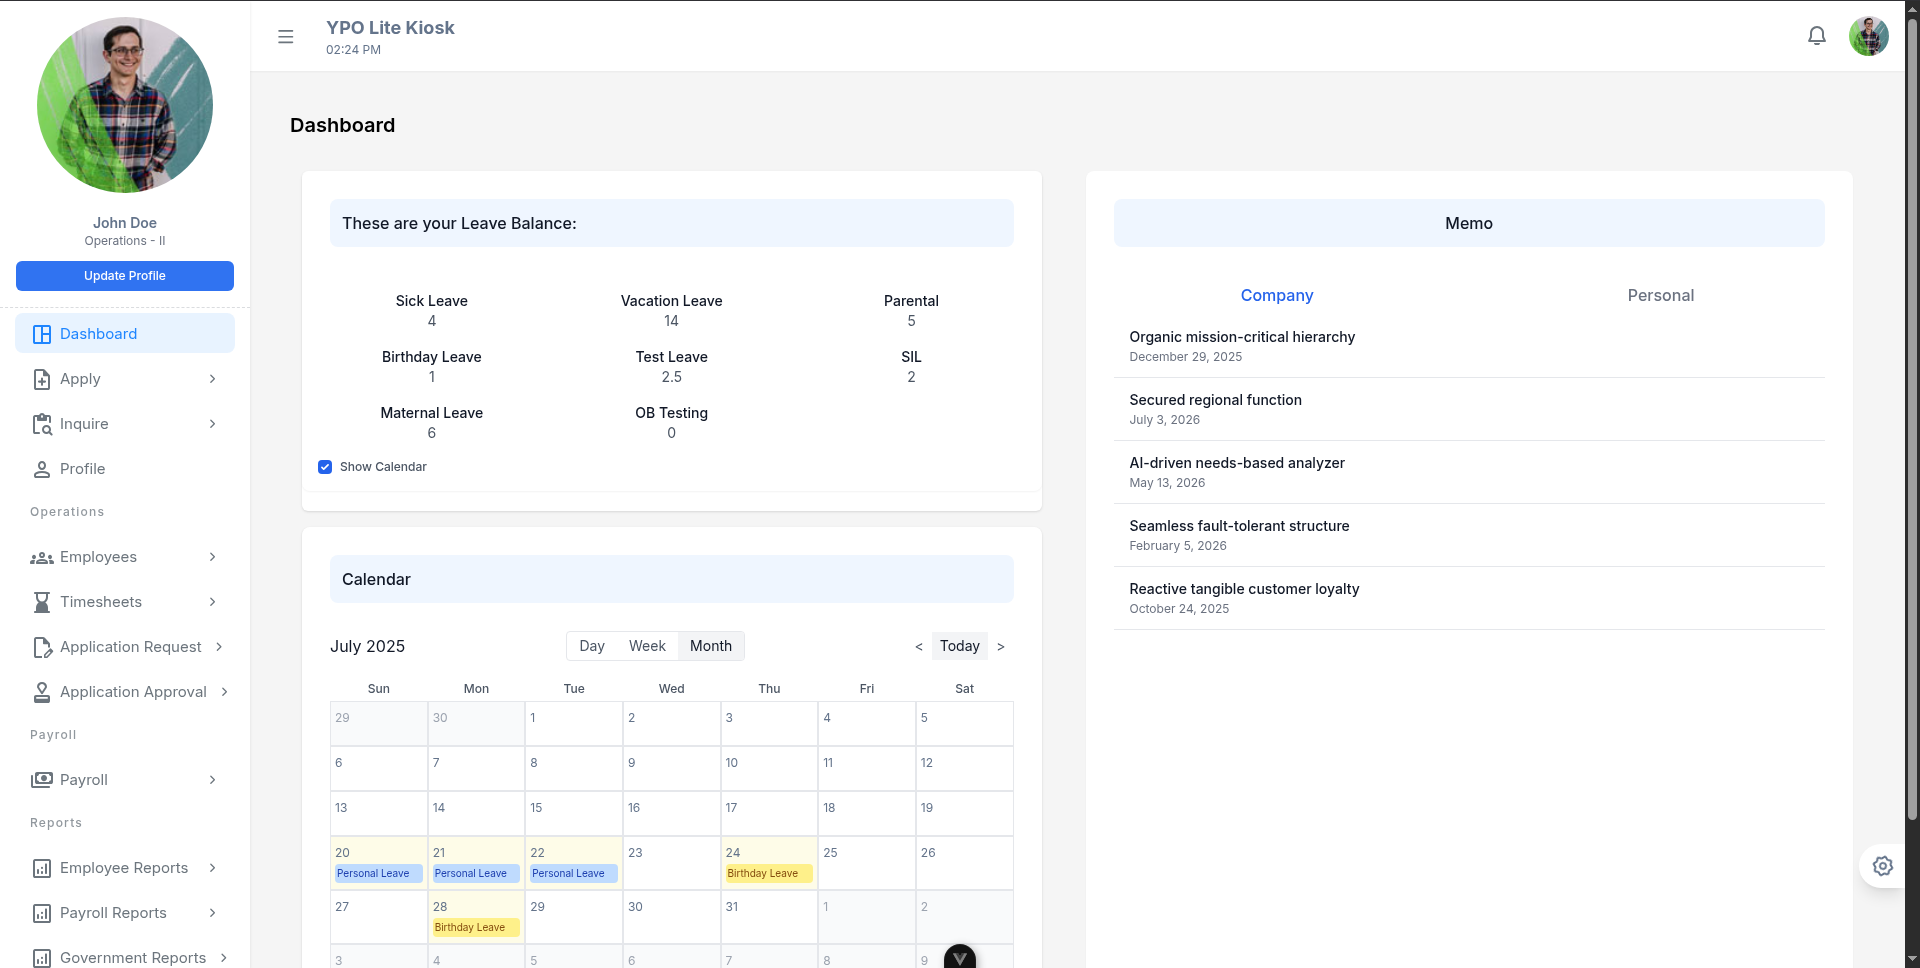 John Doe
Operations - II
Update Profile
Dashboard
Apply
Inquire
Profile
Operations
Employees
Timesheets
Application Request
Application Approval
Payroll
Payroll
Reports
Employee Reports
Payroll Reports
Government Reports
YPO Lite Kiosk
02:24 PM
Dashboard
These are your Leave Balance:
Sick Leave Vacation Leave Parental
4 14 5
Birthday Leave Test Leave SIL
1 2.5 2
Maternal Leave OB Testing
6 0
Show Calendar
Calendar
July 2025 Day Week Month < Today >
Sun Mon Tue Wed Thu Fri Sat
29 30 1 2 3 4 5
6 7 8 9 10 11 12
13 14 15 16 17 18 19
20 21 22 23 24 25 26
Personal Leave Personal Leave Personal Leave Birthday Leave
27 28 29 30 31 1 2
Birthday Leave
3 4 5 6 7 8 9
Memo
Company Personal
Organic mission-critical hierarchy
December 29, 2025
Secured regional function
July 3, 2026
AI-driven needs-based analyzer
May 13, 2026
Seamless fault-tolerant structure
February 5, 2026
Reactive tangible customer loyalty
October 24, 2025